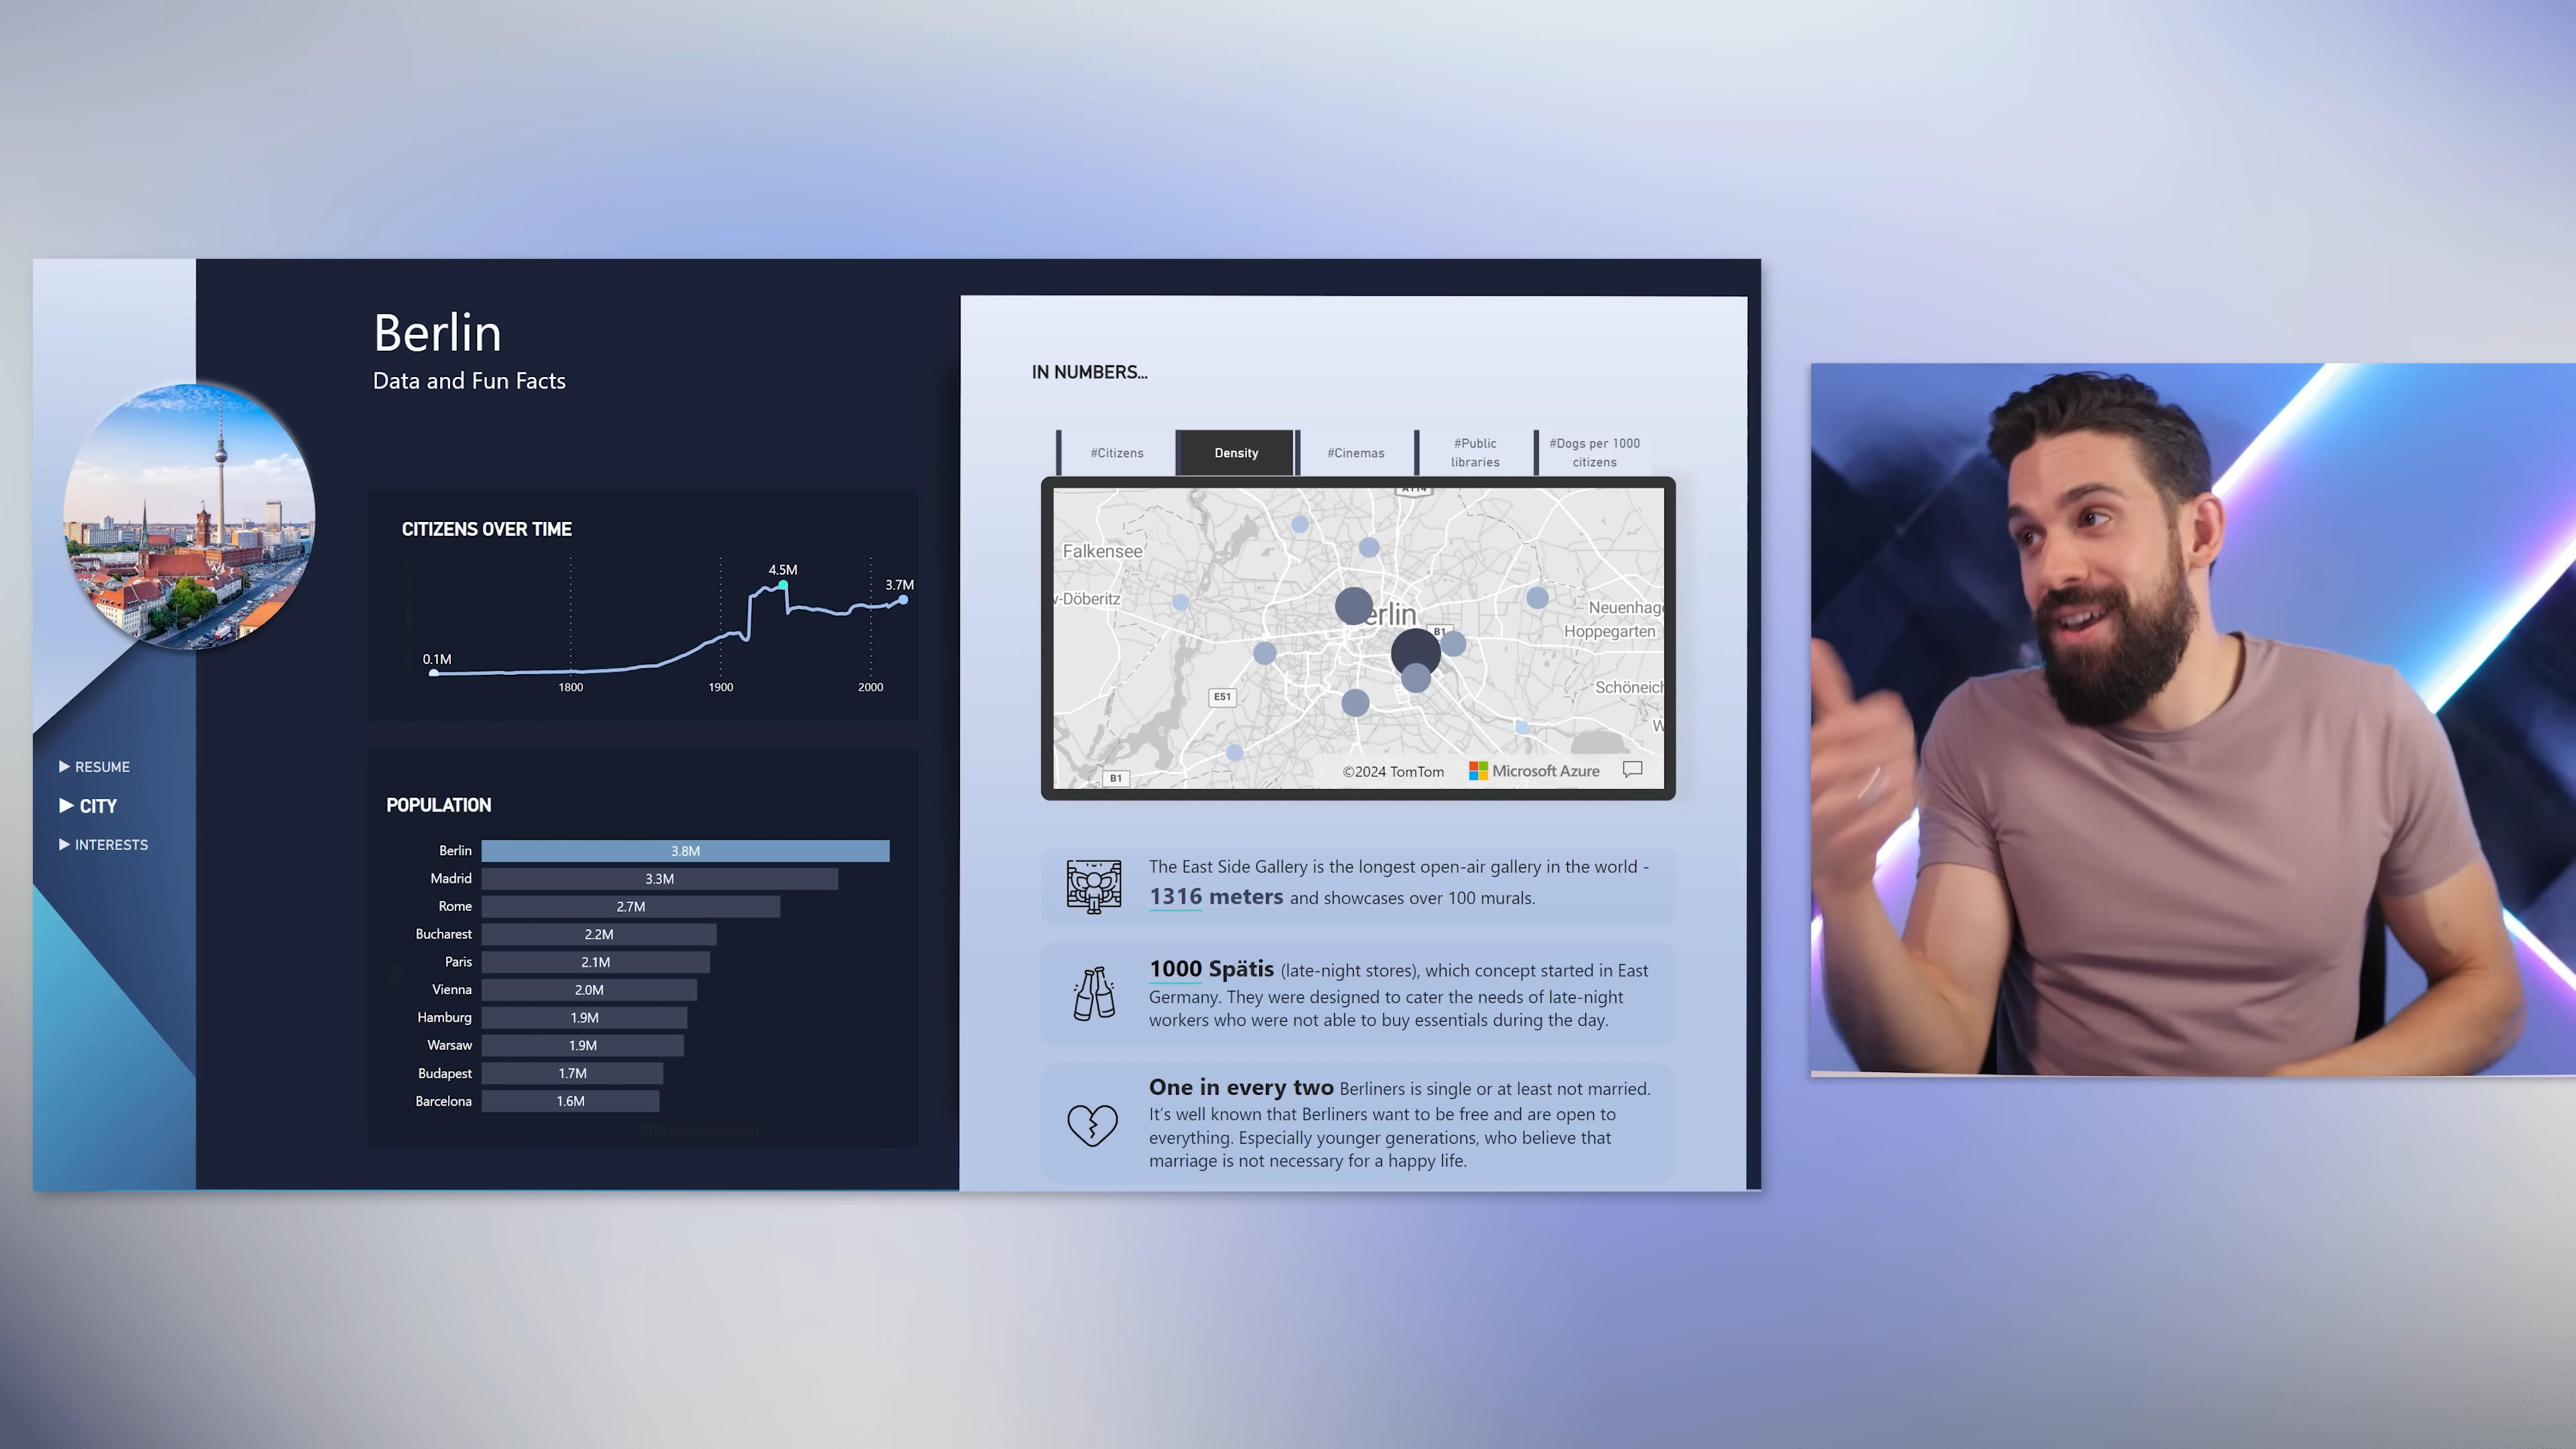 Berlin
Data and Fun Facts
CITIZENS OVER TIME
4.5M
3.7M
0.1M
1800
1900
2000
▶ RESUME
▶ CITY
▶ INTERESTS
POPULATION
Berlin 3.8M
Madrid 3.3M
Rome 2.7M
Bucharest 2.2M
Paris 2.1M
Vienna 2.0M
Hamburg 1.9M
Warsaw 1.9M
Budapest 1.7M
Barcelona 1.6M
City
Official population
IN NUMBERS...
#Citizens
Density
#Cinemas
#Public
libraries
#Dogs per 1000
citizens
A114
Falkensee
v-Döberitz
erlin
B1
Neuenhag
Hoppegarten
E51
Schöneich
W
B1
©2024 TomTom
Microsoft Azure
The East Side Gallery is the longest open-air gallery in the world -
1316 meters and showcases over 100 murals.
1000 Spätis (late-night stores), which concept started in East
Germany. They were designed to cater the needs of late-night
workers who were not able to buy essentials during the day.
One in every two Berliners is single or at least not married.
It's well known that Berliners want to be free and are open to
everything. Especially younger generations, who believe that
marriage is not necessary for a happy life.